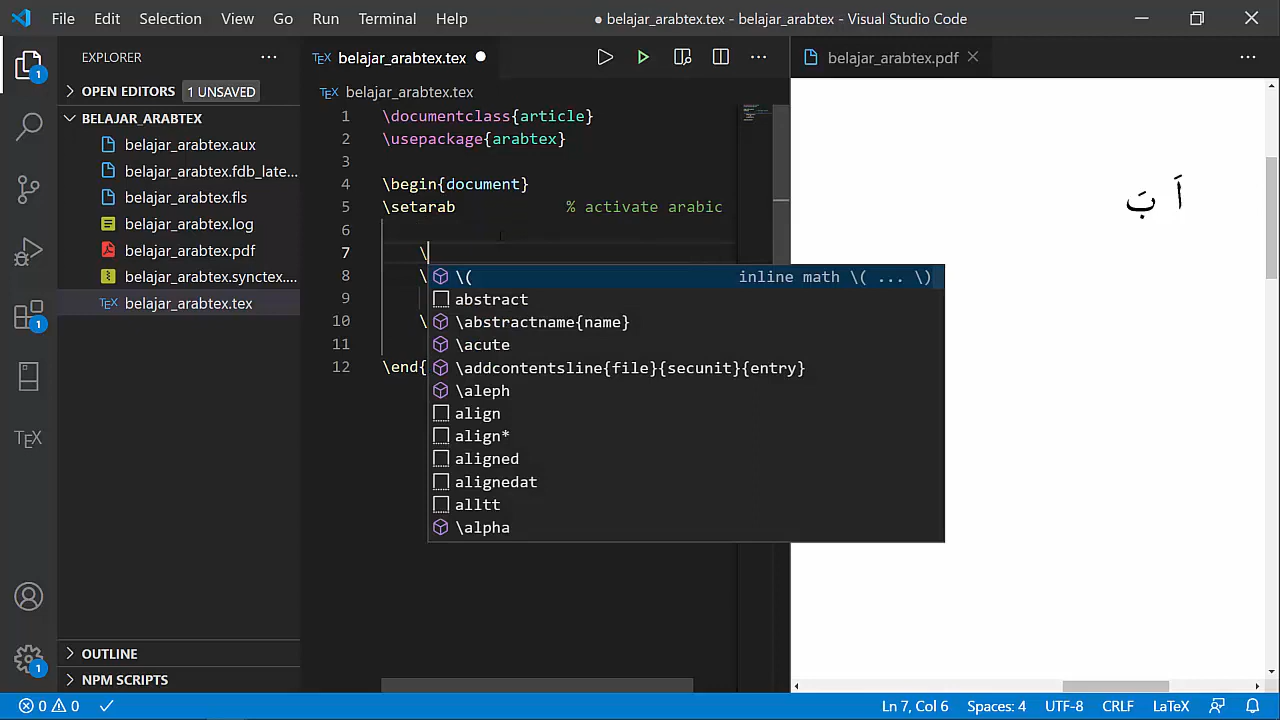 File Edit Selection View Go Run Terminal Help ● belajar_arabtex.tex - belajar_arabtex - Visual Studio Code
EXPLORER ...
belajar_arabtex.tex
belajar_arabtex.pdf
OPEN EDITORS 1 UNSAVED
belajar_arabtex.tex
BELAJAR_ARABTEX
belajar_arabtex.aux
belajar_arabtex.fdb_late...
belajar_arabtex.fls
belajar_arabtex.log
belajar_arabtex.pdf
belajar_arabtex.synctex...
belajar_arabtex.tex
1 \documentclass{article}
2 \usepackage{arabtex}
3
4 \begin{document}
5 \setarab % activate arabic
6
7 \
8 \
9
10 \
11
12 \end{
\( inline math \( ... \)
abstract
\abstractname{name}
\acute
\addcontentsline{file}{secunit}{entry}
\aleph
align
align*
aligned
alignedat
alltt
\alpha
اَ بَ
1
1
1
TEX
OUTLINE
NPM SCRIPTS
0 0 Ln 7, Col 6 Spaces: 4 UTF-8 CRLF LaTeX